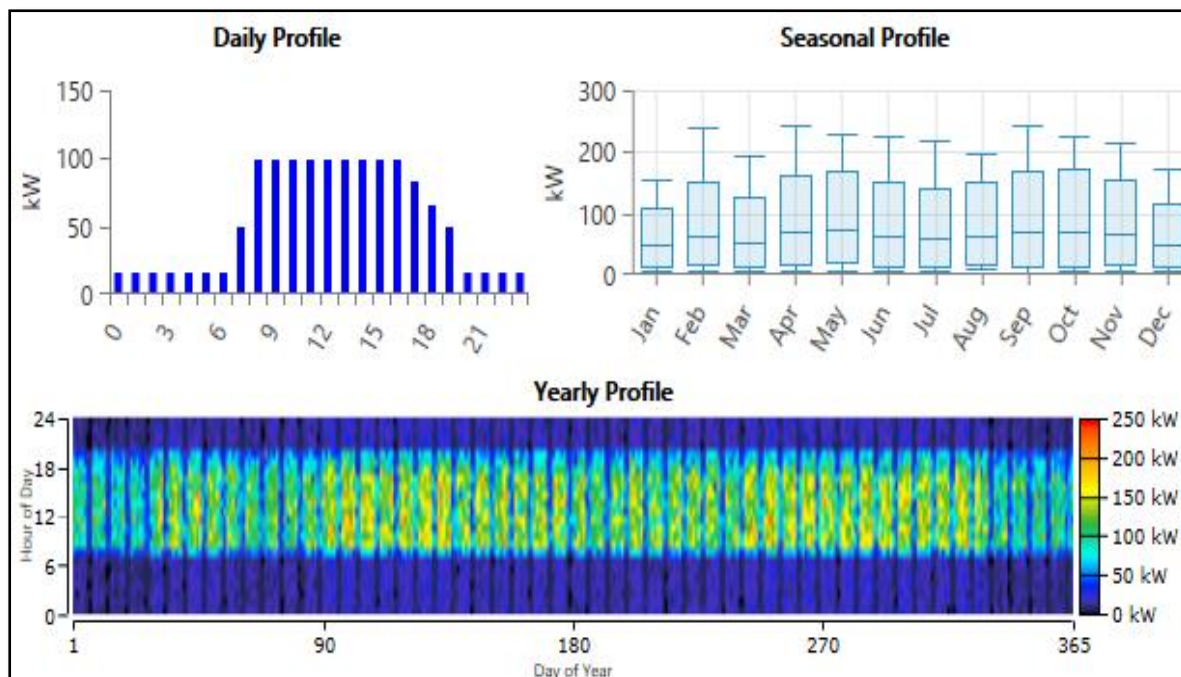 Daily Profile
Seasonal Profile
150
100
50
0
kW
0
3
6
9
12
15
18
21
300
200
100
0
kW
Jan
Feb
Mar
Apr
May
Jun
Jul
Aug
Sep
Oct
Nov
Dec
Yearly Profile
24
18
12
6
0
Hour of Day
1
90
180
270
365
Day of Year
250 kW
200 kW
150 kW
100 kW
50 kW
0 kW